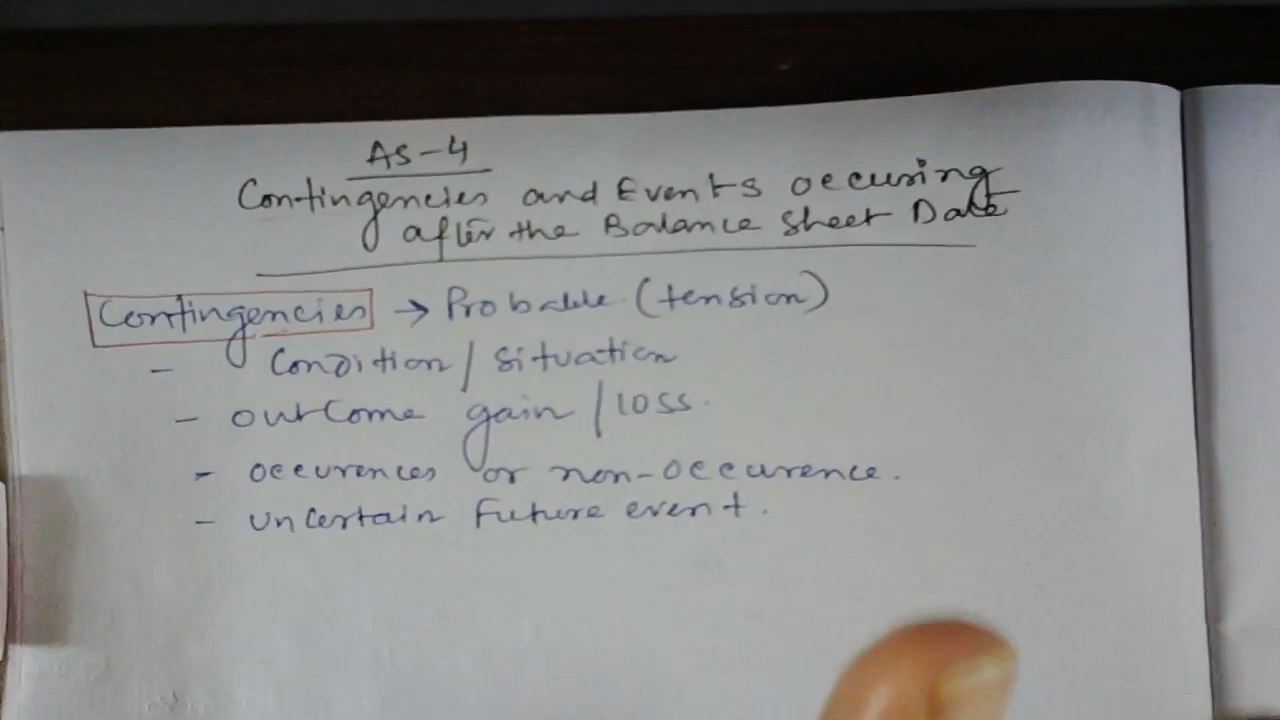 AS-4
Contingencies and Events occuring
after the Balance Sheet Date
Contingencies → Probable (tension)
- Condition / Situation
- outcome gain / loss.
- occurences or non-occurence.
- uncertain future event.